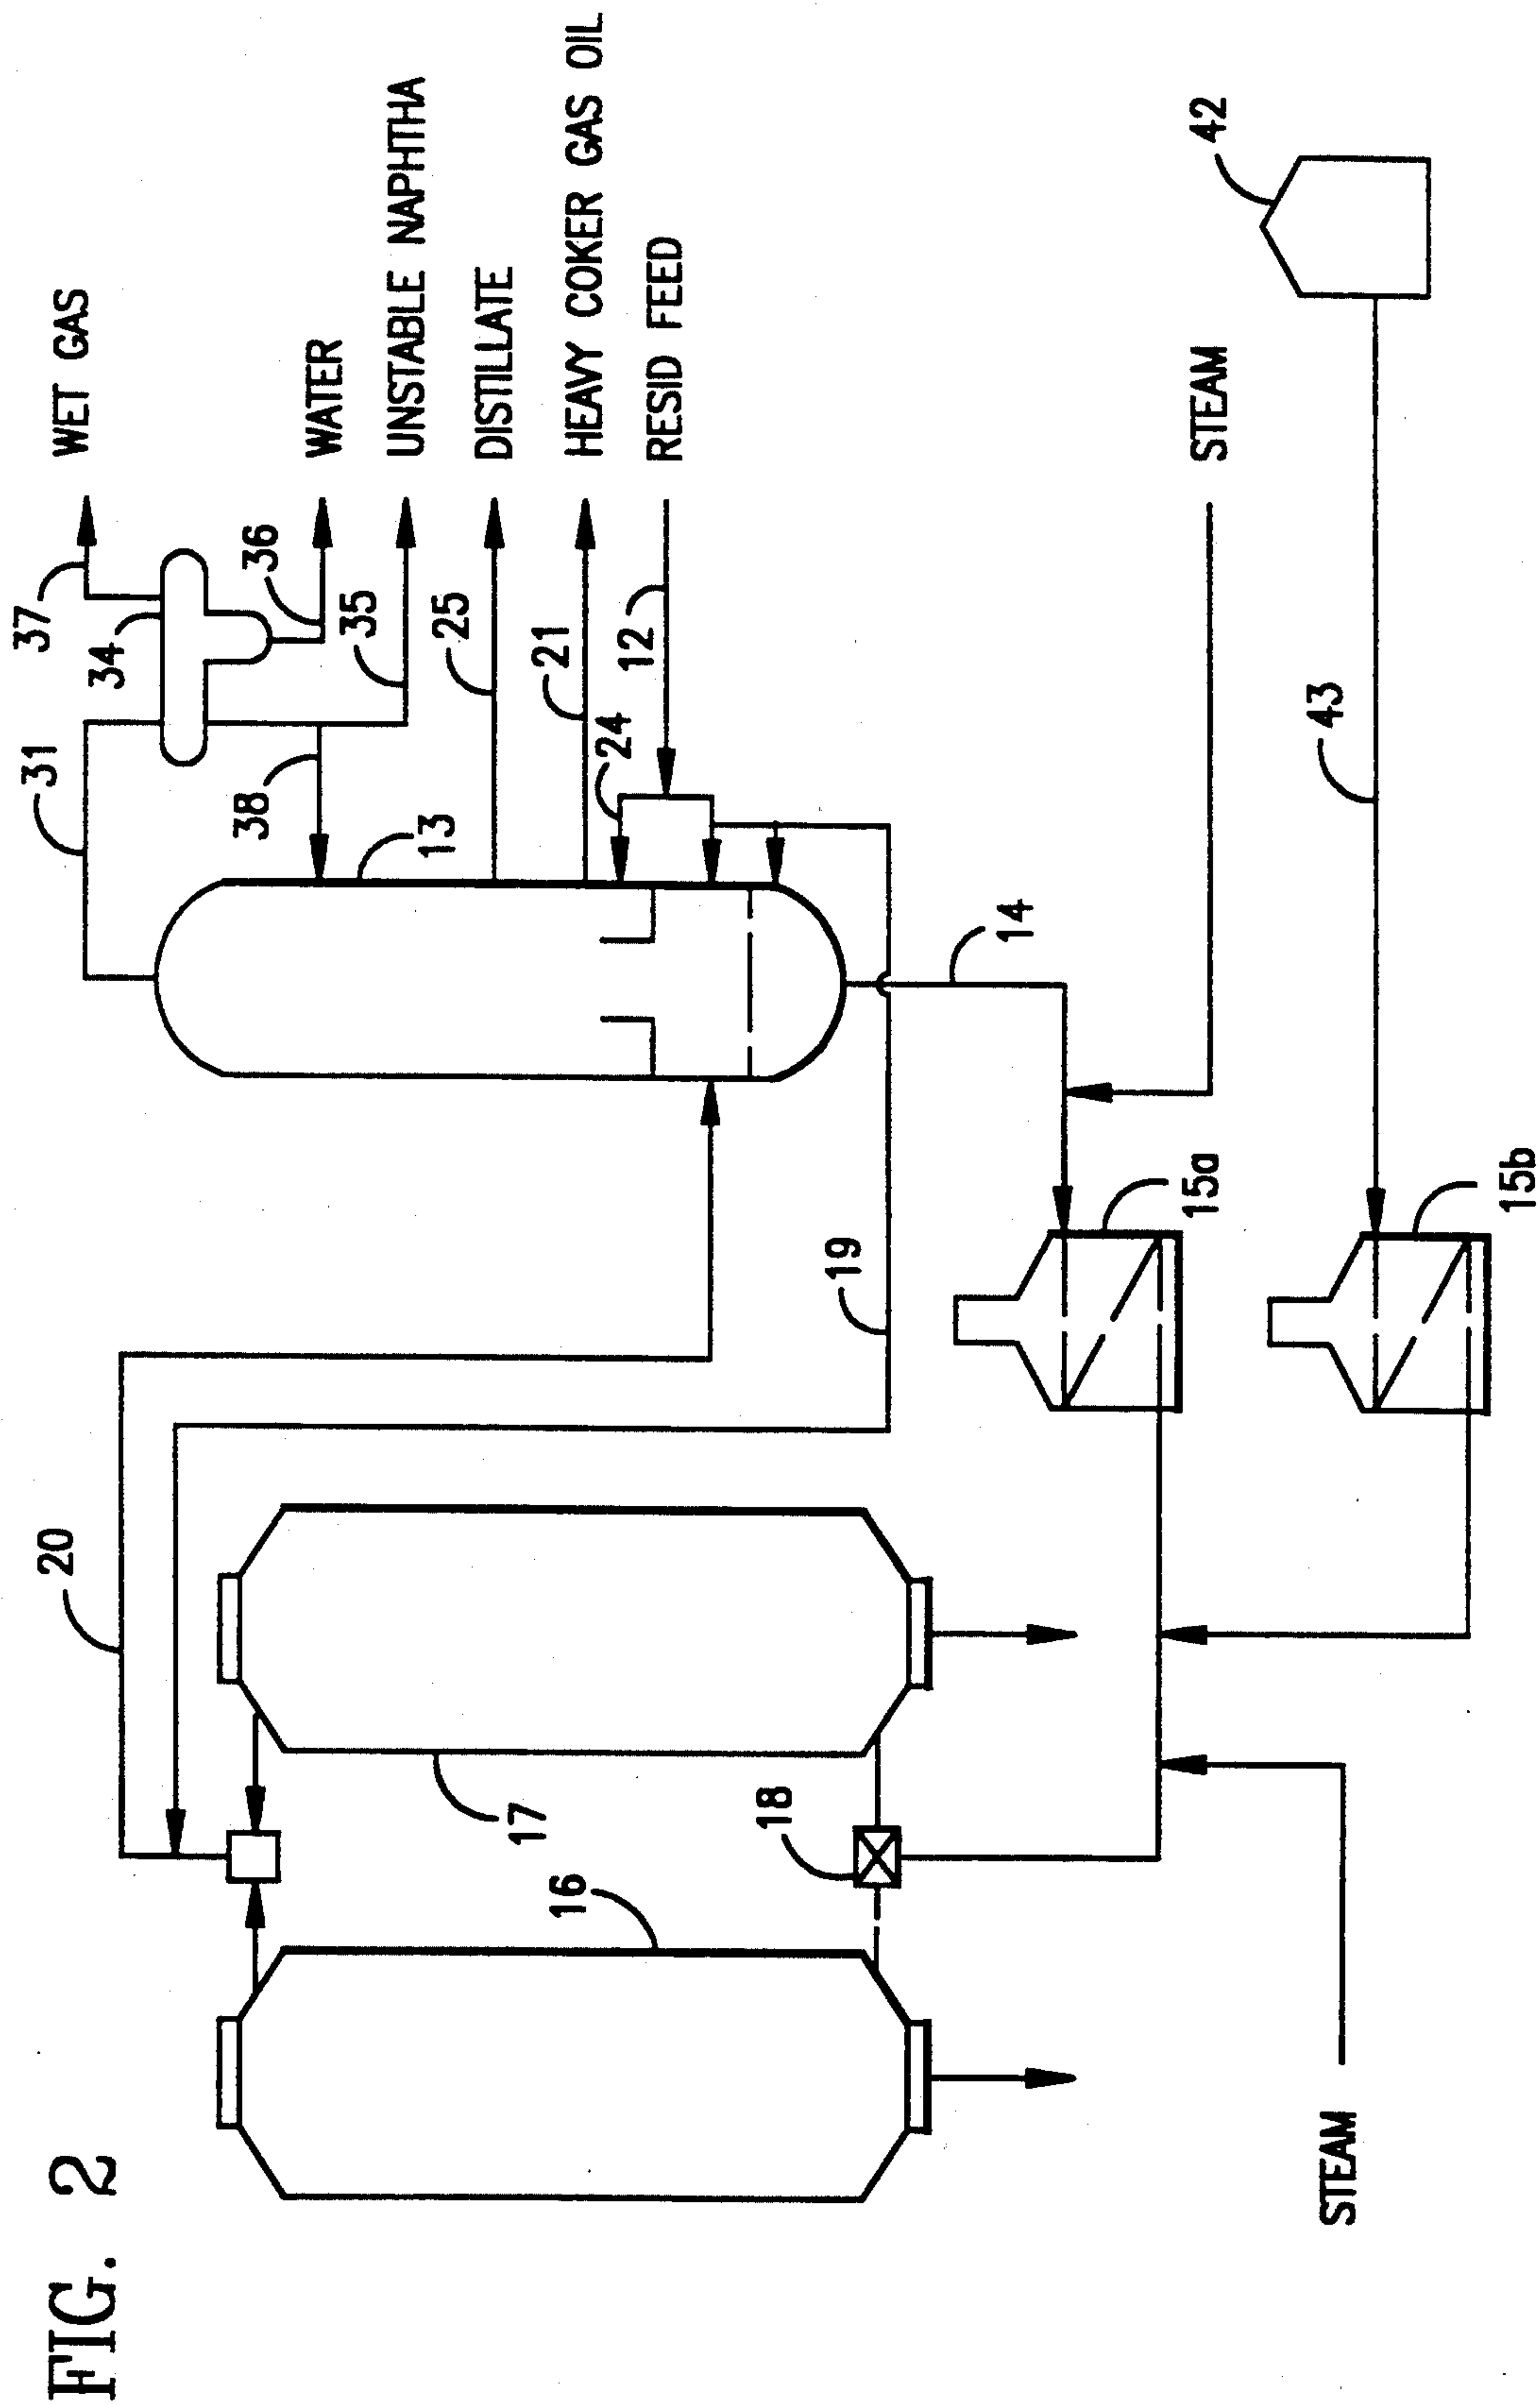 FIG. 2
20
37
31
34
WET GAS
36
WATER
38
35
UNSTABLE NAPHTHA
13
25
DISTILLATE
21
HEAVY COKER GAS OIL
24
12
RESID FEED
16
17
18
19
14
15a
STEAM
42
STEAM
43
15b